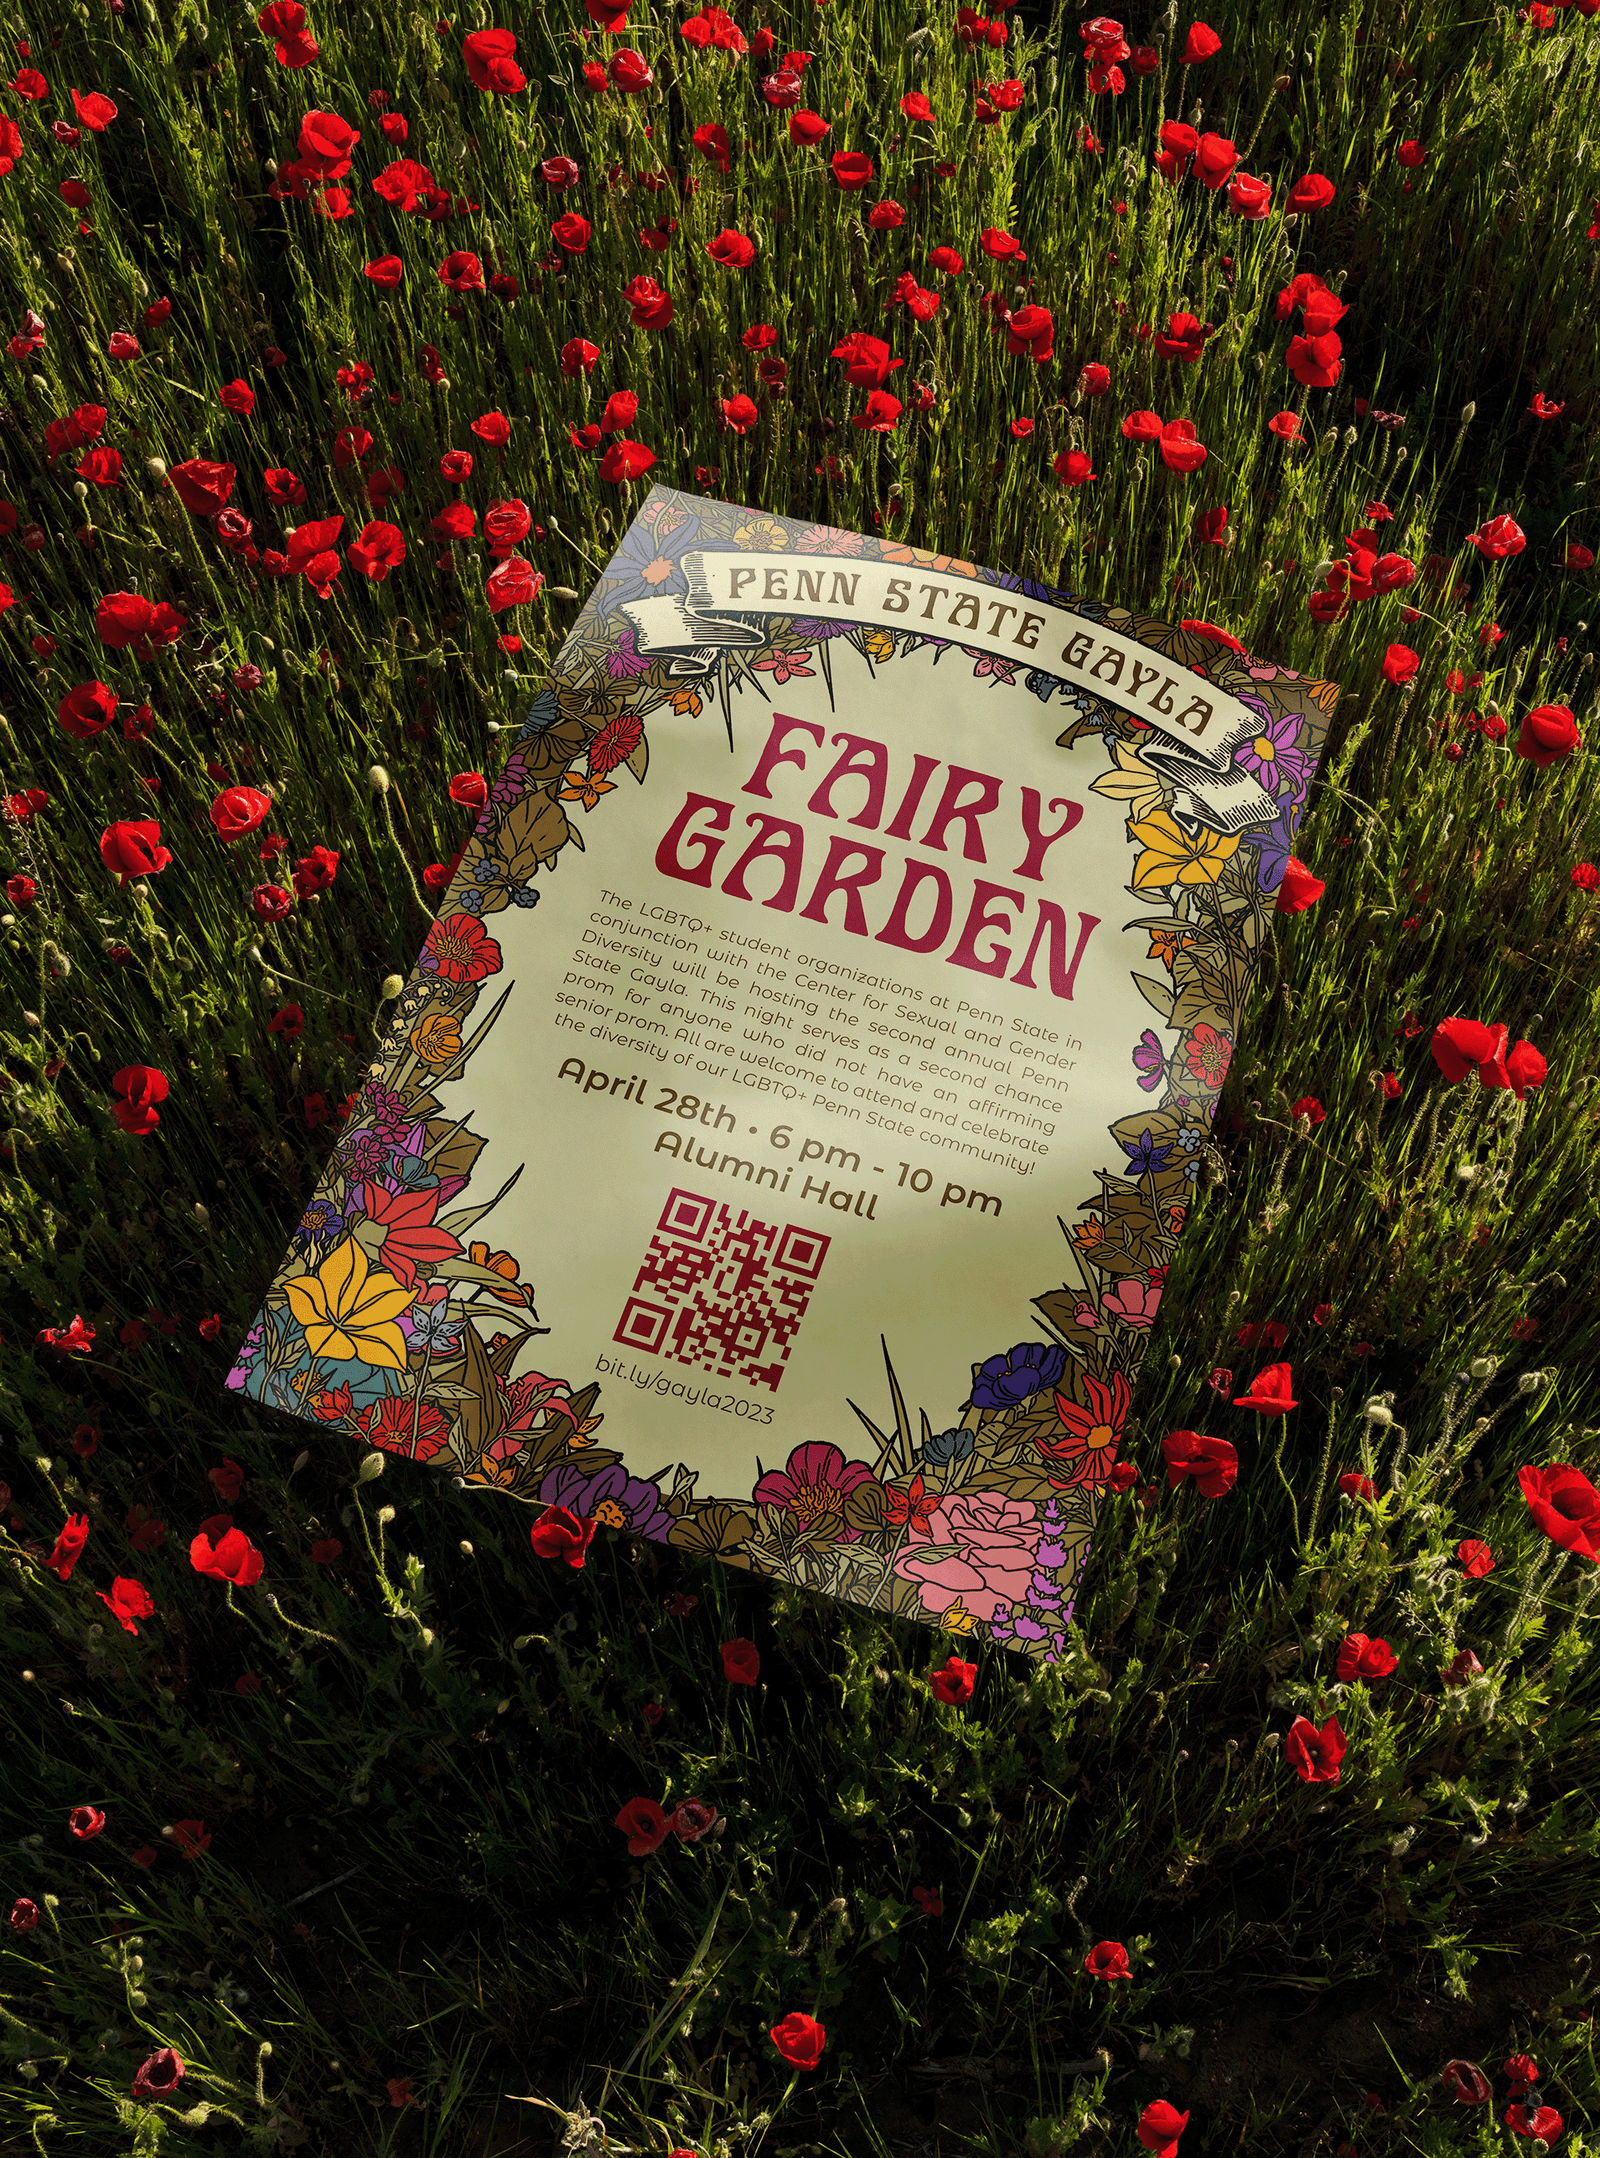 PENN STATE GAYLA
FAIRY
GARDEN
The LGBTQ+ student organizations at Penn State in
conjunction with the Center for Sexual and Gender
Diversity will be hosting the second annual Penn
State Gayla. This night serves as a second chance
prom for anyone who did not have an affirming
senior prom. All are welcome to attend and celebrate
the diversity of our LGBTQ+ Penn State community!
April 28th • 6 pm - 10 pm
Alumni Hall
bit.ly/gayla2023